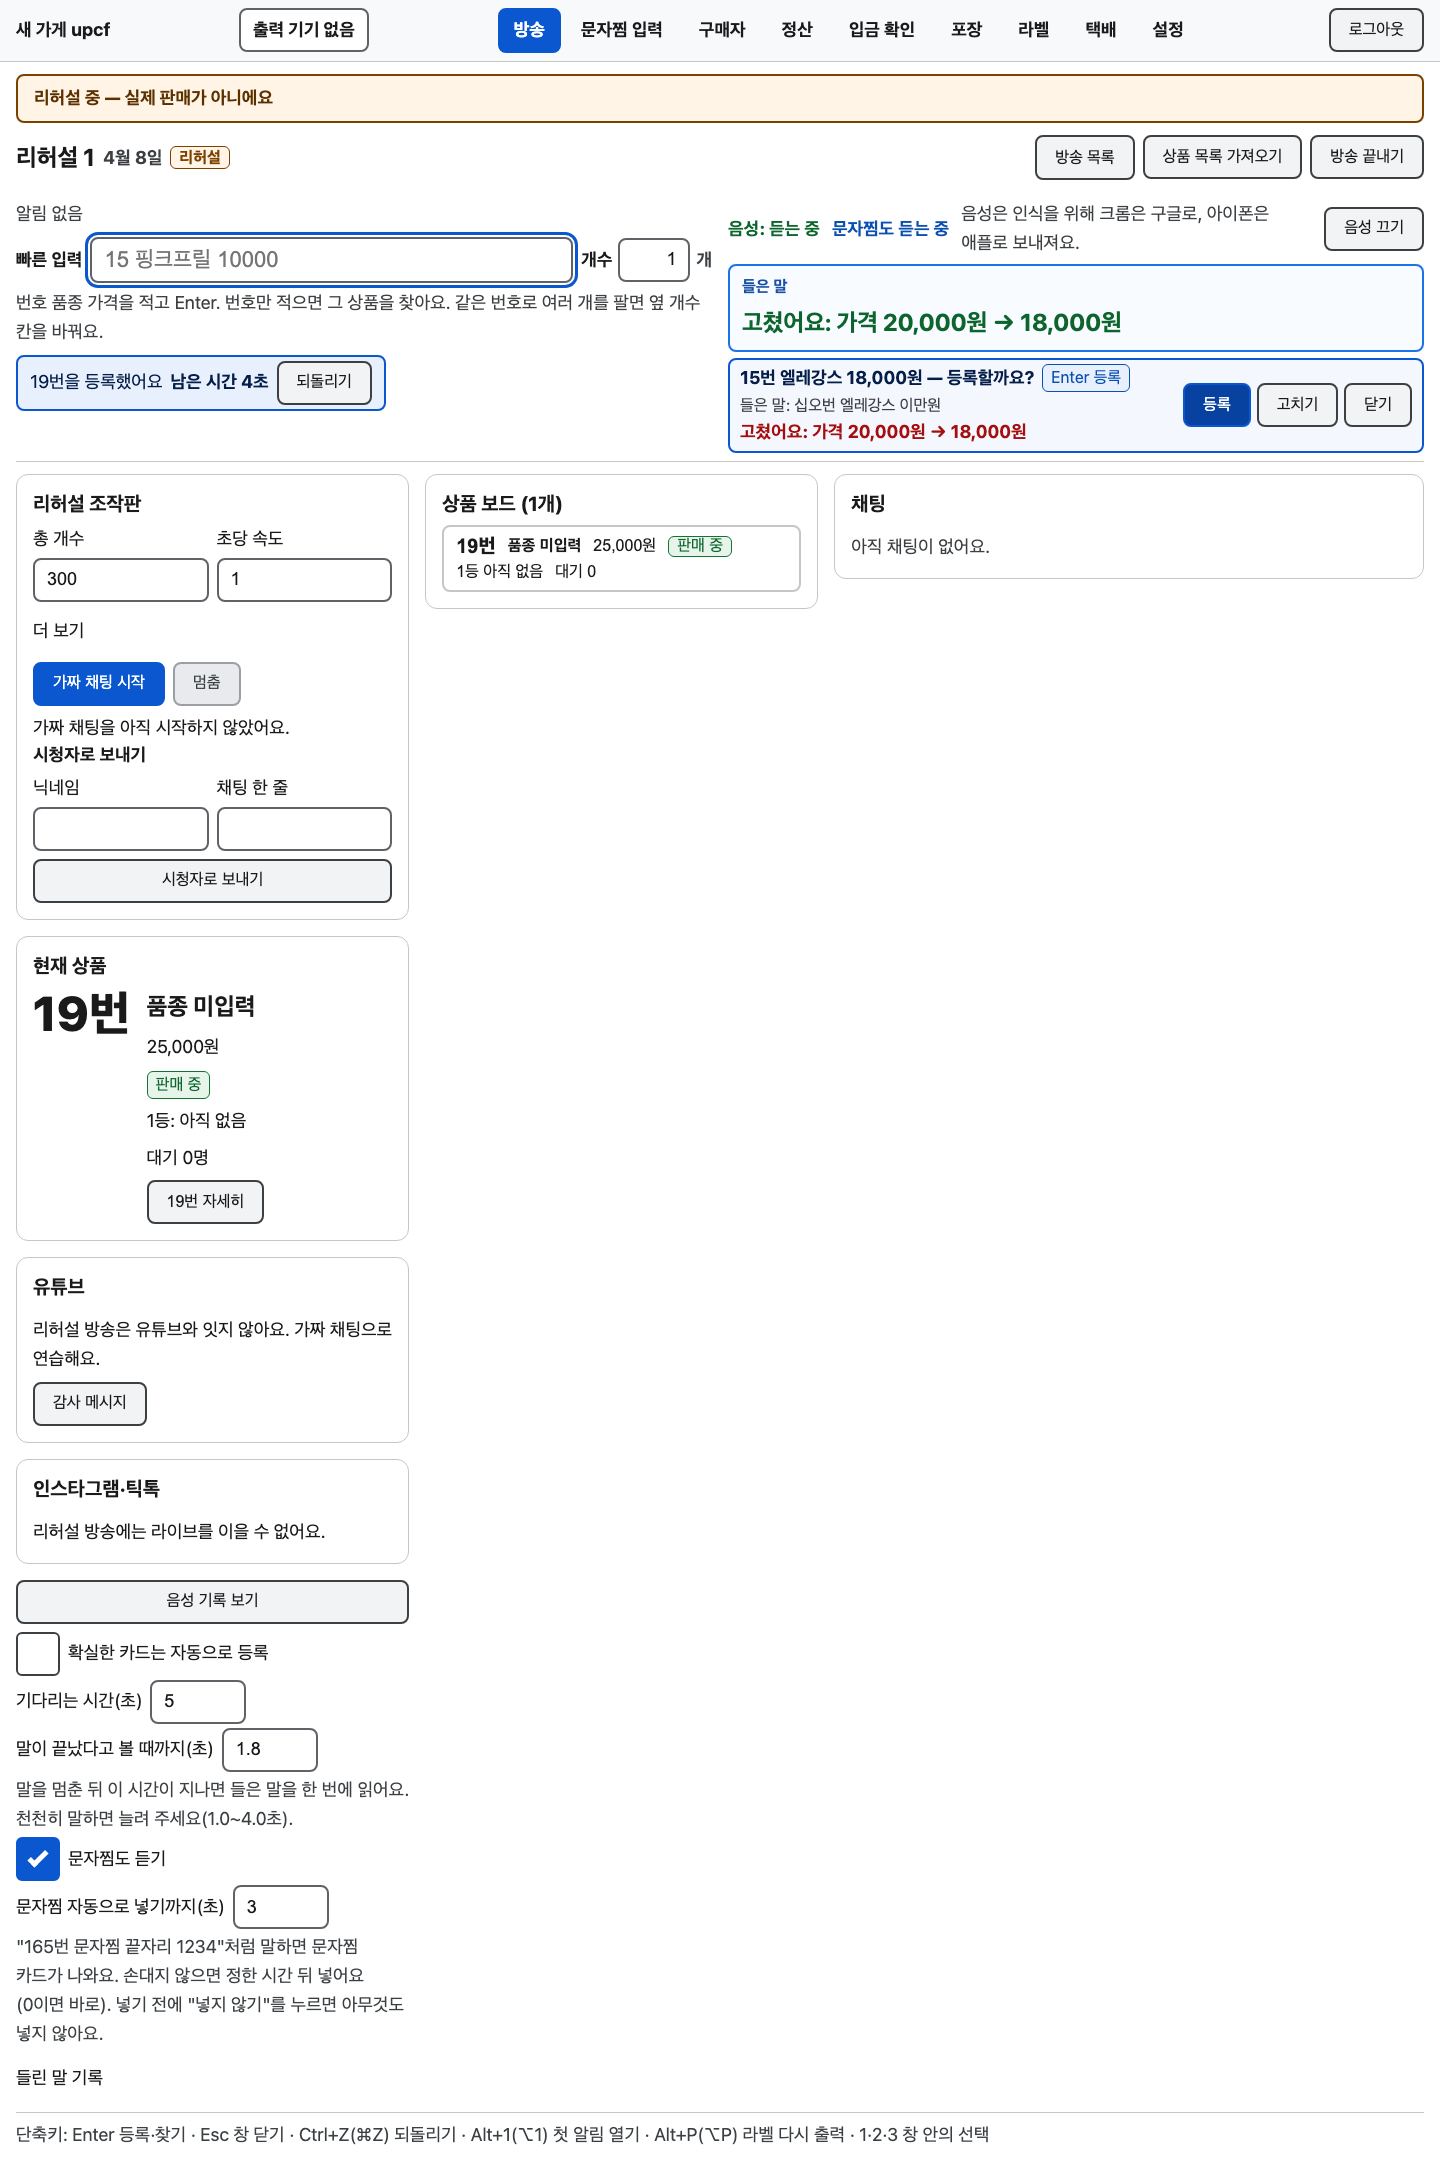 새 가게 upcf
출력 기기 없음
방송 문자찜 입력 구매자 정산 입금 확인 포장 라벨 택배 설정
로그아웃
리허설 중 — 실제 판매가 아니에요
리허설 1 4월 8일 리허설
방송 목록 상품 목록 가져오기 방송 끝내기
알림 없음
빠른 입력 15 핑크프릴 10000 개수 1 개
번호 품종 가격을 적고 Enter. 번호만 적으면 그 상품을 찾아요. 같은 번호로 여러 개를 팔면 옆 개수
칸을 바꿔요.
19번을 등록했어요 남은 시간 4초 되돌리기
음성: 듣는 중 문자찜도 듣는 중
음성은 인식을 위해 크롬은 구글로, 아이폰은
애플로 보내져요.
음성 끄기
들은 말
고쳤어요: 가격 20,000원 → 18,000원
15번 엘레강스 18,000원 — 등록할까요? Enter 등록
들은 말: 십오번 엘레강스 이만원
고쳤어요: 가격 20,000원 → 18,000원
등록 고치기 닫기
리허설 조작판
총 개수 초당 속도
300 1
더 보기
가짜 채팅 시작 멈춤
가짜 채팅을 아직 시작하지 않았어요.
시청자로 보내기
닉네임 채팅 한 줄
시청자로 보내기
상품 보드 (1개)
19번 품종 미입력 25,000원 판매 중
1등 아직 없음 대기 0
채팅
아직 채팅이 없어요.
현재 상품
19번 품종 미입력
25,000원
판매 중
1등: 아직 없음
대기 0명
19번 자세히
유튜브
리허설 방송은 유튜브와 잇지 않아요. 가짜 채팅으로
연습해요.
감사 메시지
인스타그램·틱톡
리허설 방송에는 라이브를 이을 수 없어요.
음성 기록 보기
확실한 카드는 자동으로 등록
기다리는 시간(초) 5
말이 끝났다고 볼 때까지(초) 1.8
말을 멈춘 뒤 이 시간이 지나면 들은 말을 한 번에 읽어요.
천천히 말하면 늘려 주세요(1.0~4.0초).
문자찜도 듣기
문자찜 자동으로 넣기까지(초) 3
"165번 문자찜 끝자리 1234"처럼 말하면 문자찜
카드가 나와요. 손대지 않으면 정한 시간 뒤 넣어요
(0이면 바로). 넣기 전에 "넣지 않기"를 누르면 아무것도
넣지 않아요.
들린 말 기록
단축키: Enter 등록·찾기 · Esc 창 닫기 · Ctrl+Z(⌘Z) 되돌리기 · Alt+1(⌥1) 첫 알림 열기 · Alt+P(⌥P) 라벨 다시 출력 · 1·2·3 창 안의 선택